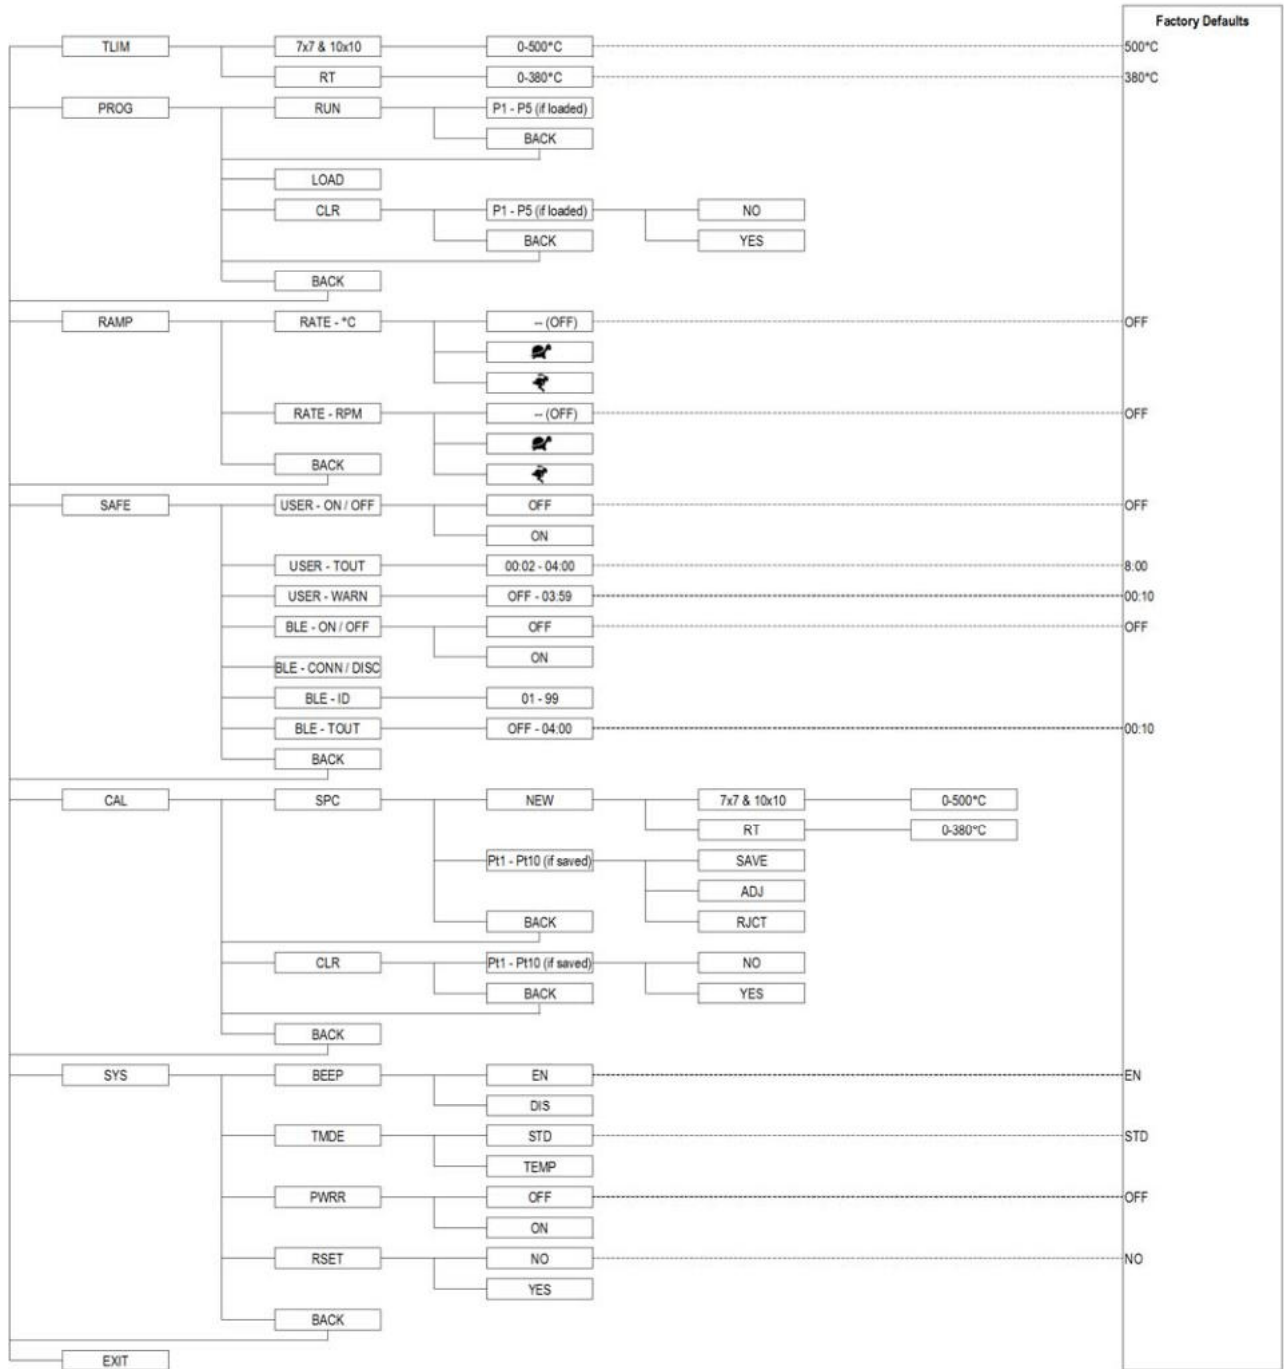 Factory Defaults
TLIM 7x7 & 10x10 0-500°C 500°C
RT 0-380°C 380°C
PROG RUN P1 - P5 (if loaded)
BACK
LOAD
CLR P1 - P5 (if loaded) NO
BACK YES
BACK
RAMP RATE - °C -- (OFF) OFF
RATE - RPM -- (OFF) OFF
BACK
SAFE USER - ON / OFF OFF OFF
ON
USER - TOUT 00:02 - 04:00 8:00
USER - WARN OFF - 03:59 00:10
BLE - ON / OFF OFF OFF
ON
BLE - CONN / DISC
BLE - ID 01 - 99
BLE - TOUT OFF - 04:00 00:10
BACK
CAL SPC NEW 7x7 & 10x10 0-500°C
RT 0-380°C
Pt1 - Pt10 (if saved) SAVE
ADJ
BACK RJCT
CLR Pt1 - Pt10 (if saved) NO
BACK YES
BACK
SYS BEEP EN EN
DIS
TMDE STD STD
TEMP
PWRR OFF OFF
ON
RSET NO NO
YES
BACK
EXIT